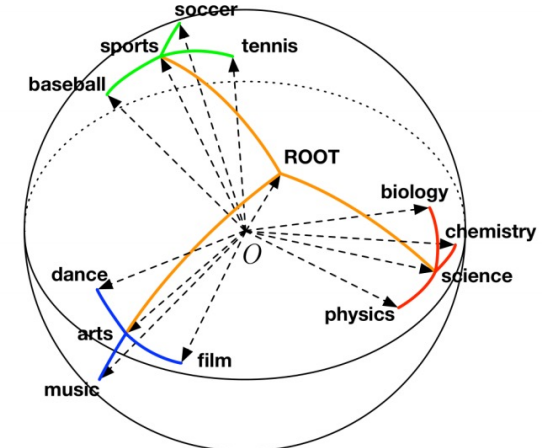 soccer
sports
tennis
baseball
ROOT
biology
chemistry
O
science
dance
physics
arts
film
music